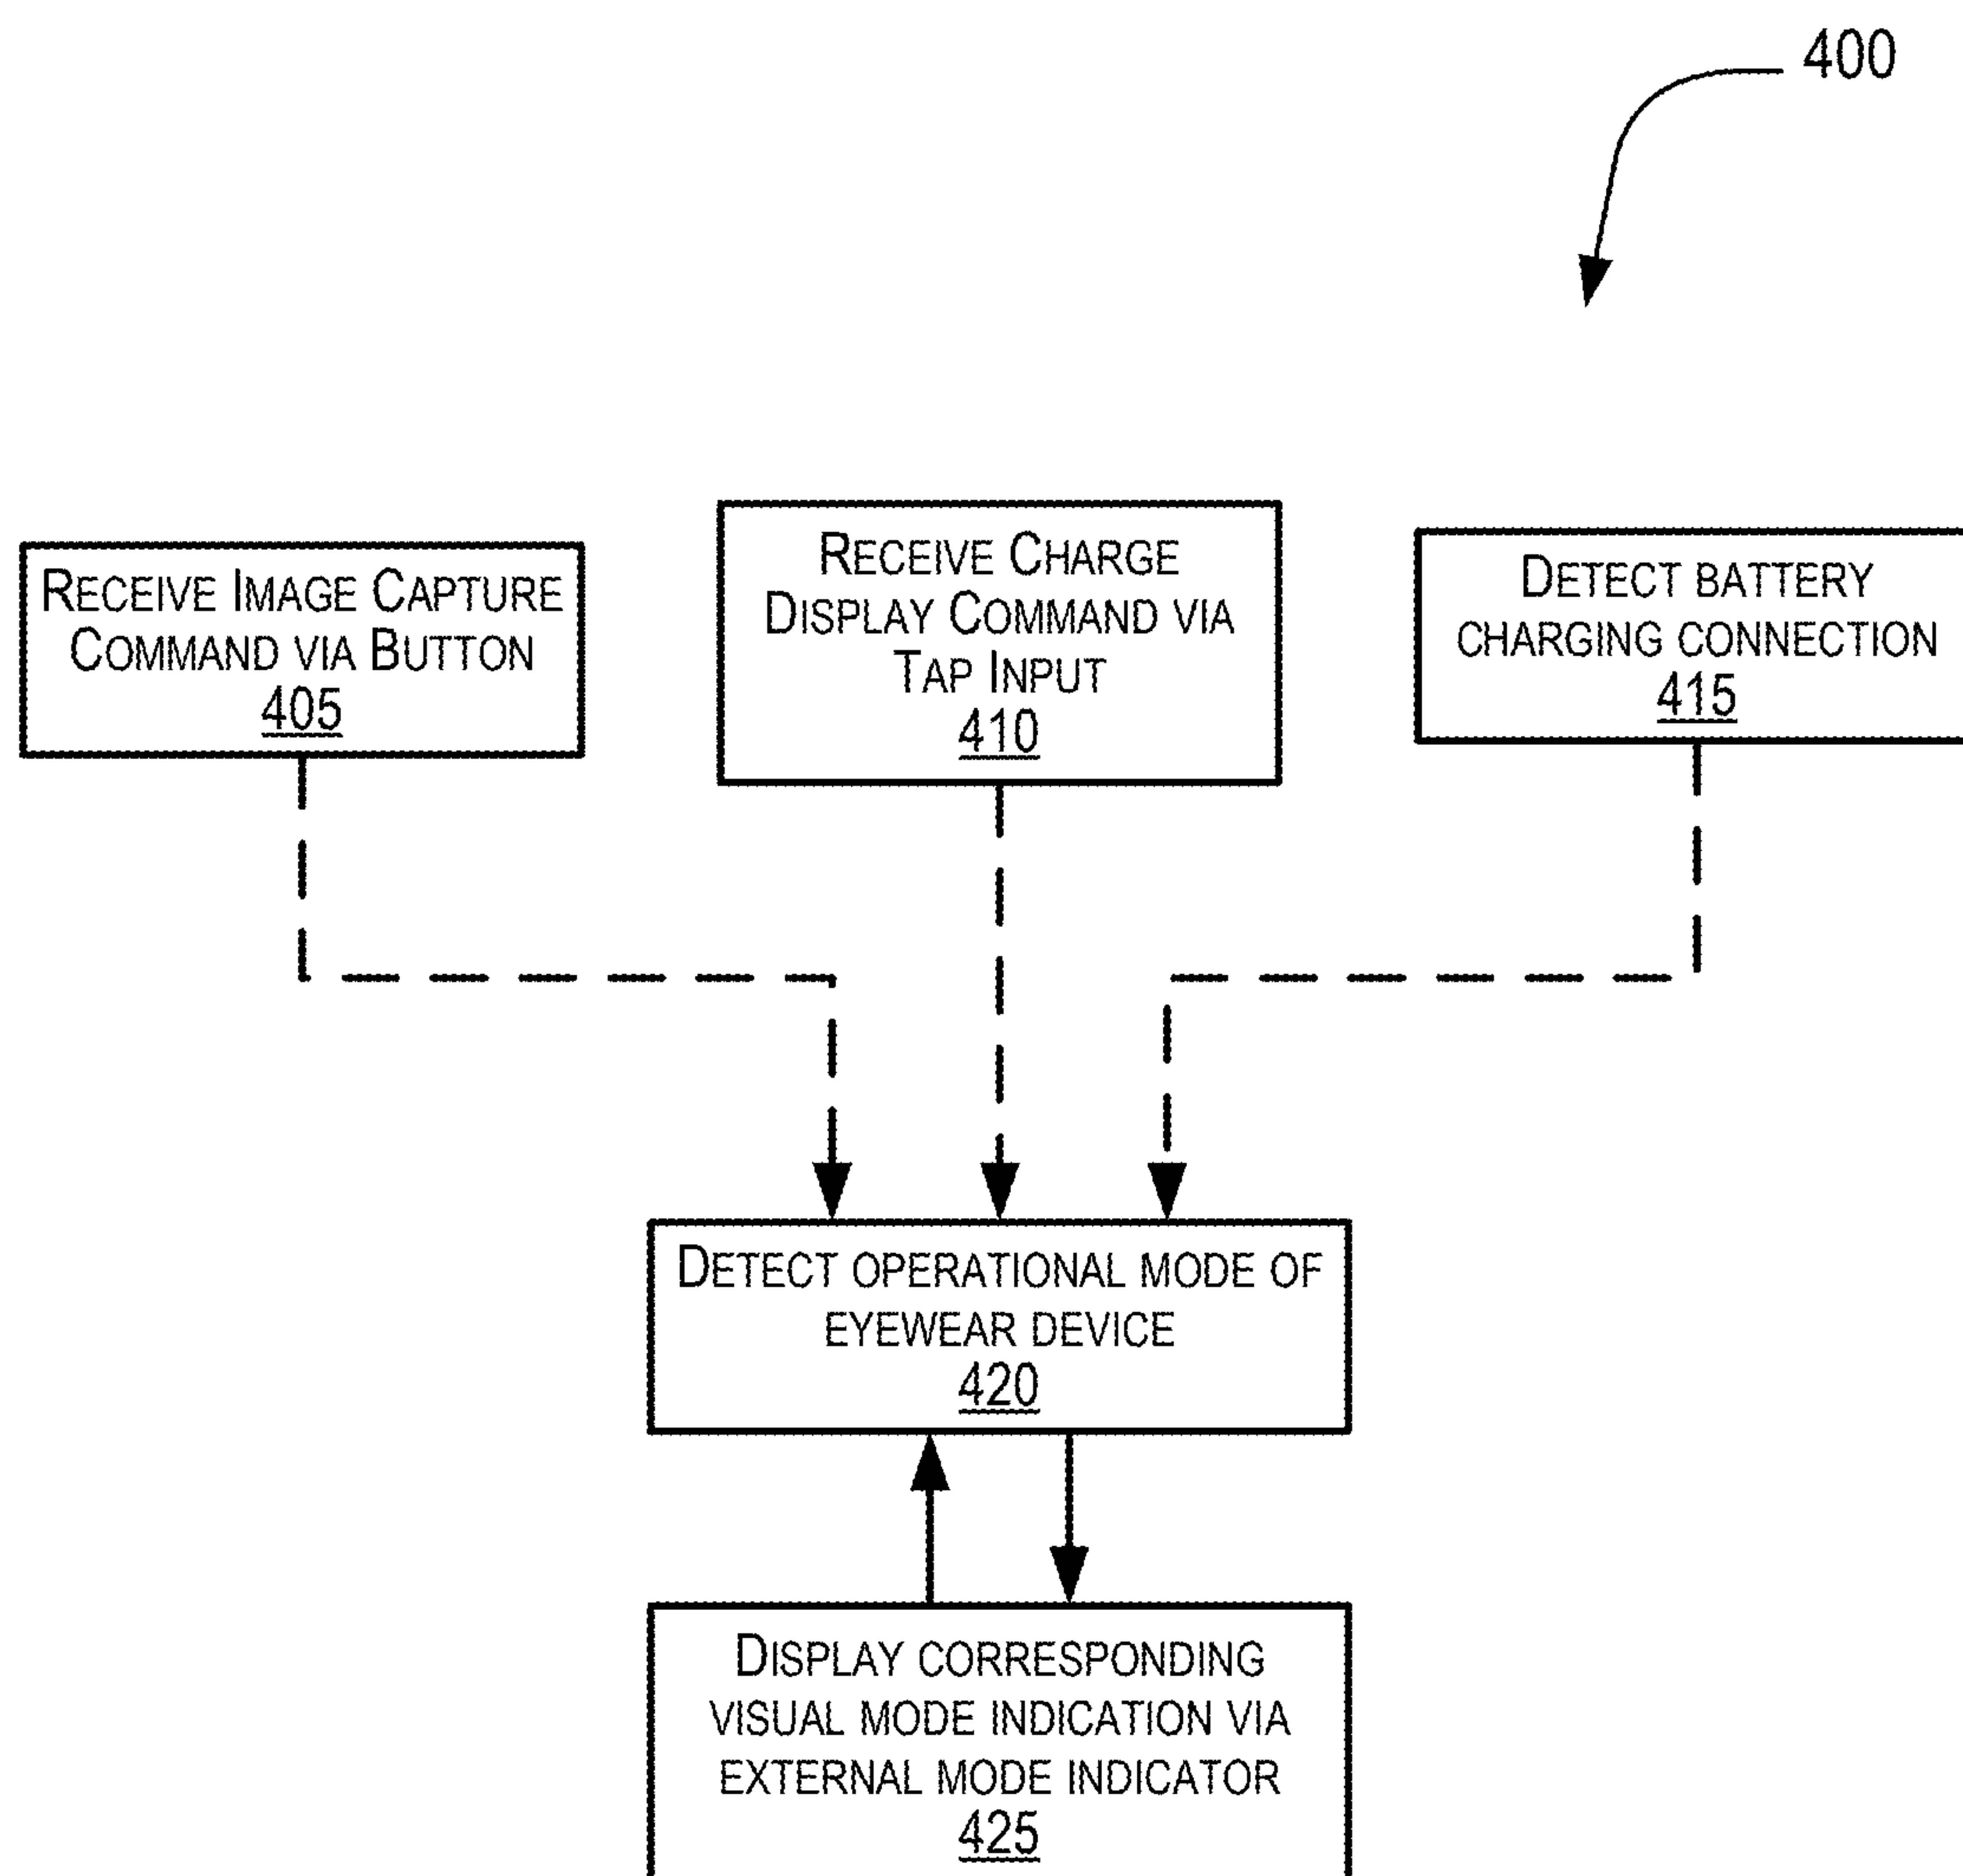 400
Receive Image Capture
Command via Button
405
Receive Charge
Display Command via
Tap Input
410
Detect battery
charging connection
415
Detect operational mode of
eyewear device
420
Display corresponding
visual mode indication via
external mode indicator
425